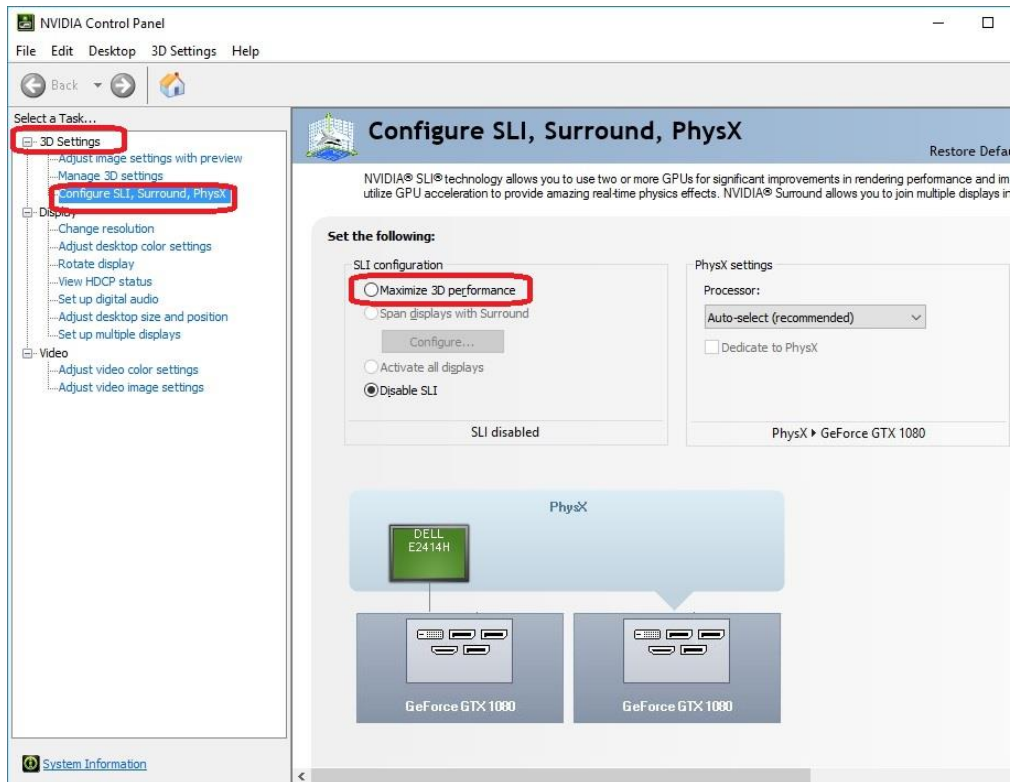 NVIDIA Control Panel
File Edit Desktop 3D Settings Help
Back
Select a Task...
3D Settings
Adjust image settings with preview
Manage 3D settings
Configure SLI, Surround, PhysX
Display
Change resolution
Adjust desktop color settings
Rotate display
View HDCP status
Set up digital audio
Adjust desktop size and position
Set up multiple displays
Video
Adjust video color settings
Adjust video image settings
System Information
Configure SLI, Surround, PhysX
Restore Defa
NVIDIA® SLI® technology allows you to use two or more GPUs for significant improvements in rendering performance and im
utilize GPU acceleration to provide amazing real-time physics effects. NVIDIA® Surround allows you to join multiple displays in
Set the following:
SLI configuration
Maximize 3D performance
Span displays with Surround
Configure...
Activate all displays
Disable SLI
SLI disabled
PhysX settings
Processor:
Auto-select (recommended)
Dedicate to PhysX
PhysX ▸ GeForce GTX 1080
PhysX
DELL
E2414H
GeForce GTX 1080
GeForce GTX 1080